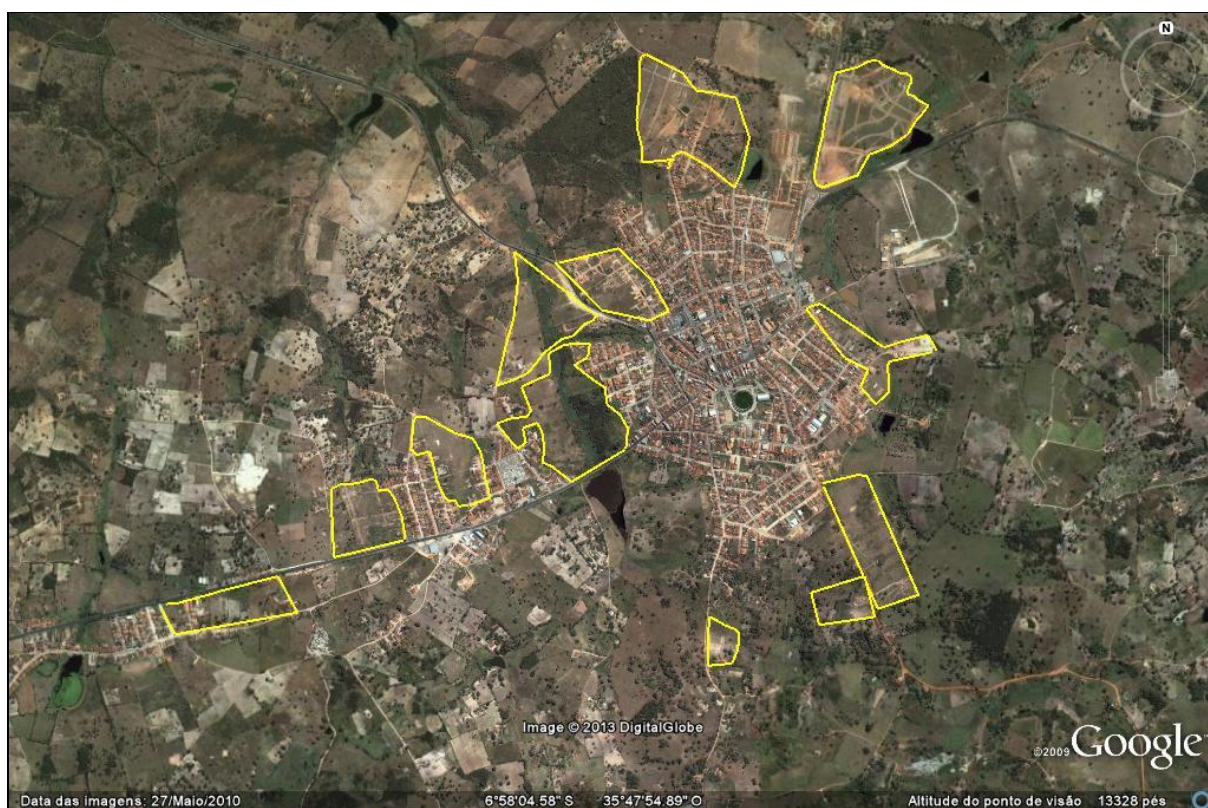 N
Image © 2013 DigitalGlobe
©2009 Google
Data das imagens: 27/Maio/2010 6°58'04.58" S 35°47'54.89" O Altitude do ponto de visão 13328 pés